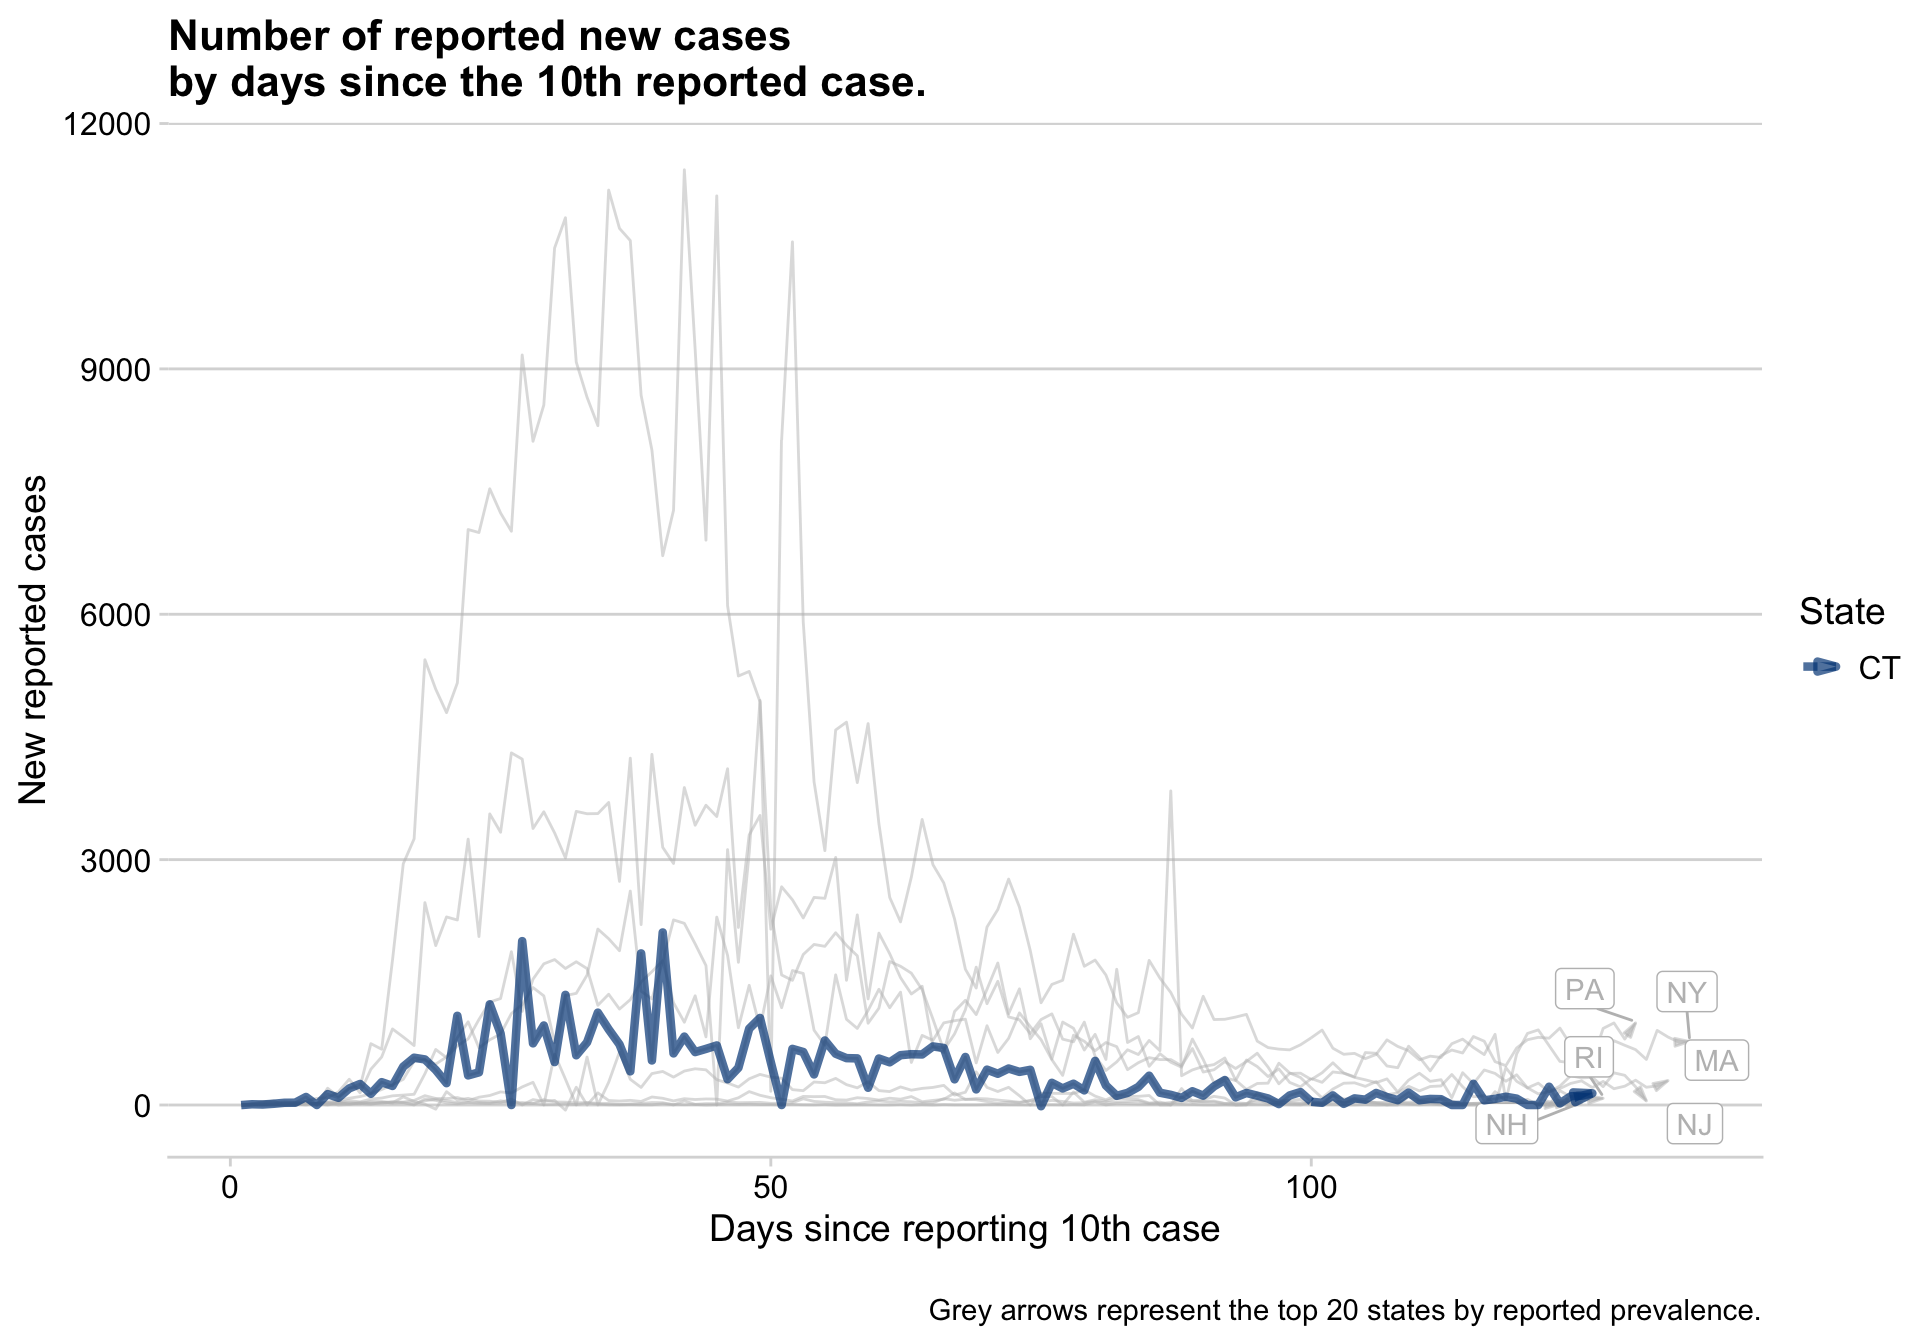 Number of reported new cases
by days since the 10th reported case.
12000
9000
6000
3000
0
New reported cases
PA
NY
RI
MA
NH
NJ
State
CT
0
50
100
Days since reporting 10th case
Grey arrows represent the top 20 states by reported prevalence.